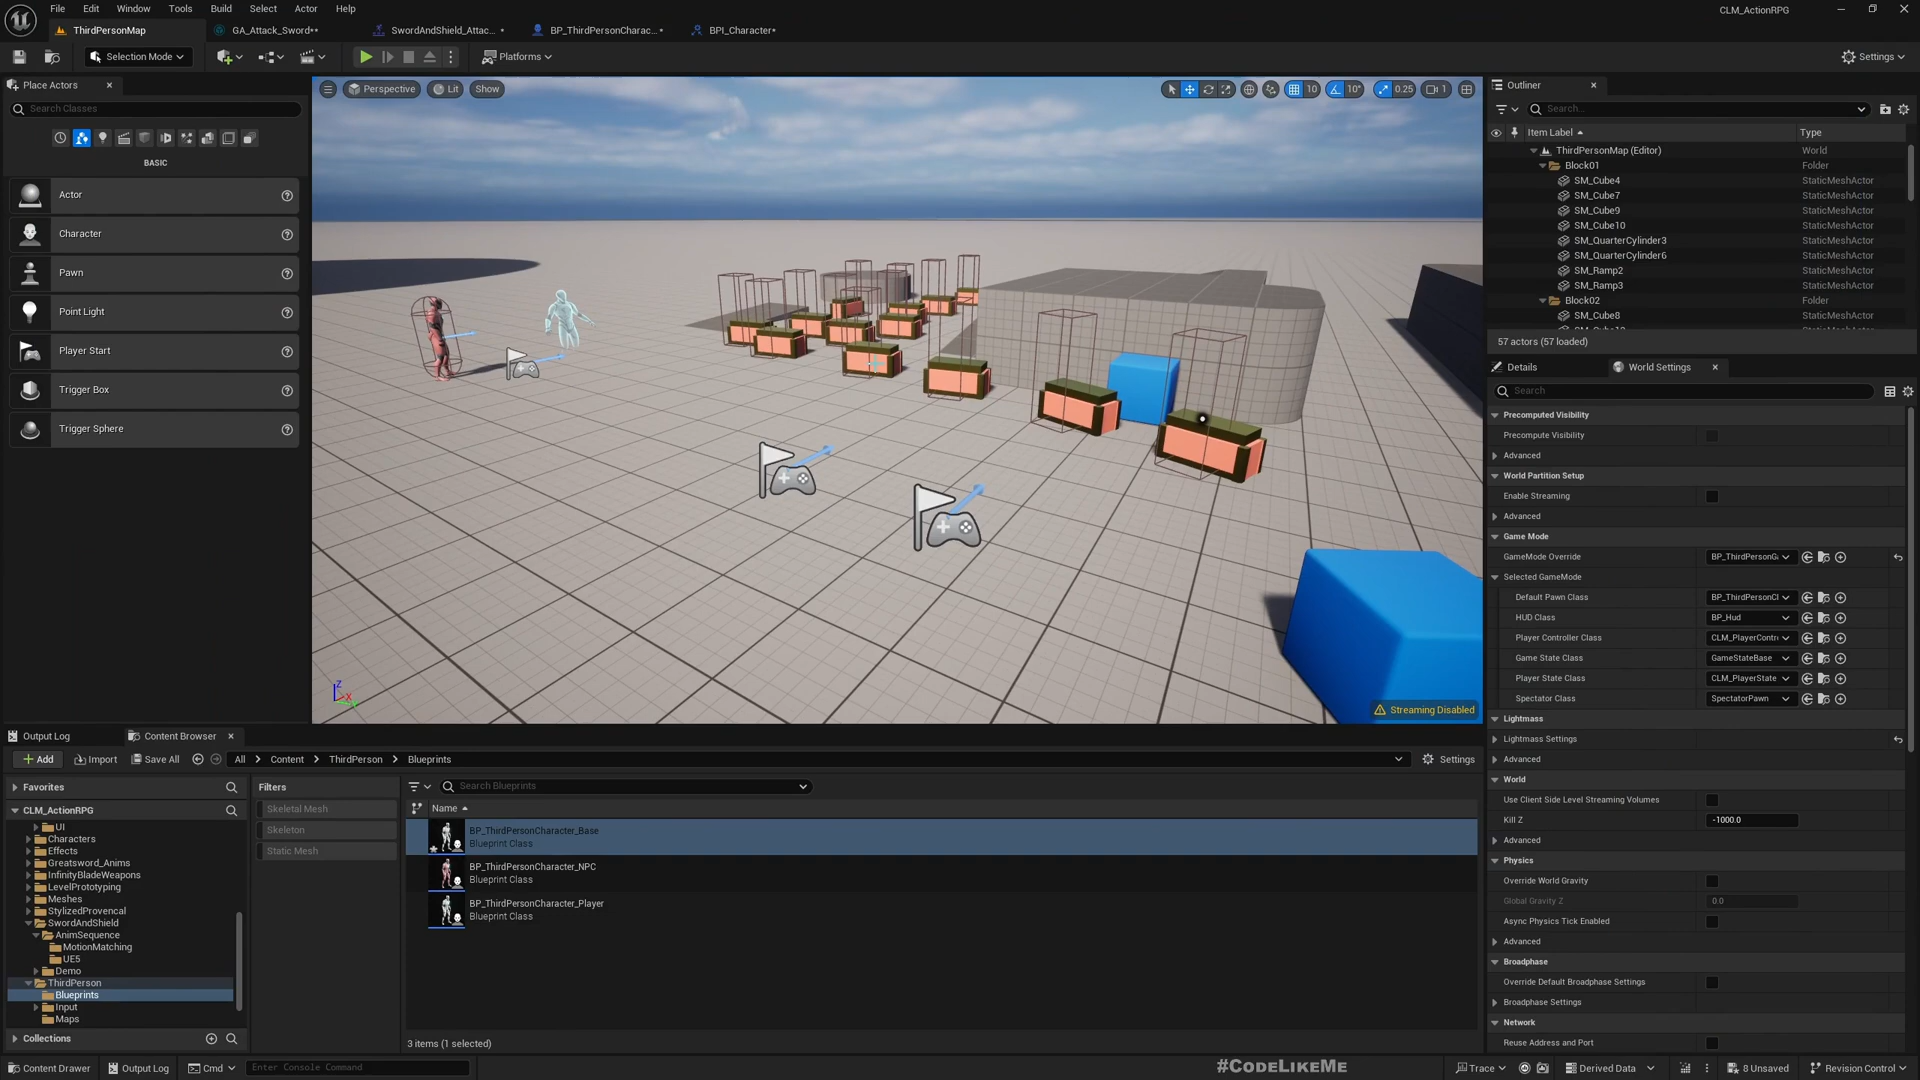 File Edit Window Tools Build Select Actor Help
CLM_ActionRPG
ThirdPersonMap
GA_Attack_Sword*•
SwordAndShield_Attac... •
BP_ThirdPersonCharac...•
BPI_Character•
Selection Mode
Platforms
Settings
Place Actors
Search Classes
BASIC
Actor
Character
Pawn
Point Light
Player Start
Trigger Box
Trigger Sphere
Perspective
Lit
Show
10
10°
0.25
1
Streaming Disabled
Outliner
Search...
Item Label
Type
ThirdPersonMap (Editor) World
Block01 Folder
SM_Cube4 StaticMeshActor
SM_Cube7 StaticMeshActor
SM_Cube9 StaticMeshActor
SM_Cube10 StaticMeshActor
SM_QuarterCylinder3 StaticMeshActor
SM_QuarterCylinder6 StaticMeshActor
SM_Ramp2 StaticMeshActor
SM_Ramp3 StaticMeshActor
Block02 Folder
SM_Cube8 StaticMeshActor
57 actors (57 loaded)
Details
World Settings
Search
Precomputed Visibility
Precompute Visibility
Advanced
World Partition Setup
Enable Streaming
Advanced
Game Mode
GameMode Override BP_ThirdPersonG
Selected GameMode
Default Pawn Class BP_ThirdPersonCl
HUD Class BP_Hud
Player Controller Class CLM_PlayerContr
Game State Class GameStateBase
Player State Class CLM_PlayerState
Spectator Class SpectatorPawn
Lightmass
Lightmass Settings
Advanced
World
Use Client Side Level Streaming Volumes
Kill Z -1000.0
Advanced
Physics
Override World Gravity
Global Gravity Z 0.0
Async Physics Tick Enabled
Advanced
Broadphase
Override Default Broadphase Settings
Broadphase Settings
Network
Reuse Address and Port
Output Log
Content Browser
Add
Import
Save All
All
Content
ThirdPerson
Blueprints
Settings
Favorites
CLM_ActionRPG
UI
Characters
Effects
Greatsword_Anims
InfinityBladeWeapons
LevelPrototyping
Meshes
StylizedProvencal
SwordAndShield
AnimSequence
MotionMatching
UE5
Demo
ThirdPerson
Blueprints
Input
Maps
Collections
Filters
Skeletal Mesh
Skeleton
Static Mesh
Search Blueprints
Name
BP_ThirdPersonCharacter_Base
Blueprint Class
BP_ThirdPersonCharacter_NPC
Blueprint Class
BP_ThirdPersonCharacter_Player
Blueprint Class
3 items (1 selected)
Content Drawer
Output Log
Cmd
Enter Console Command
#CODELIKEME
Trace
Derived Data
8 Unsaved
Revision Control